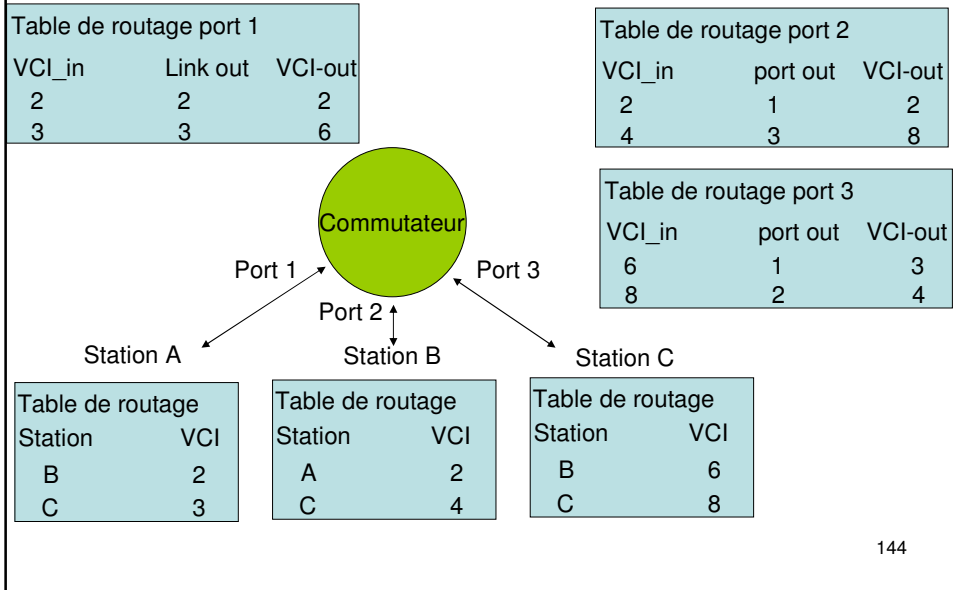 Table de routage port 1
VCI_in Link out VCI-out
2 2 2
3 3 6
Table de routage port 2
VCI_in port out VCI-out
2 1 2
4 3 8
Table de routage port 3
VCI_in port out VCI-out
6 1 3
8 2 4
Commutateur
Port 1
Port 2
Port 3
Station A
Station B
Station C
Table de routage
Station VCI
B 2
C 3
Table de routage
Station VCI
A 2
C 4
Table de routage
Station VCI
B 6
C 8
144